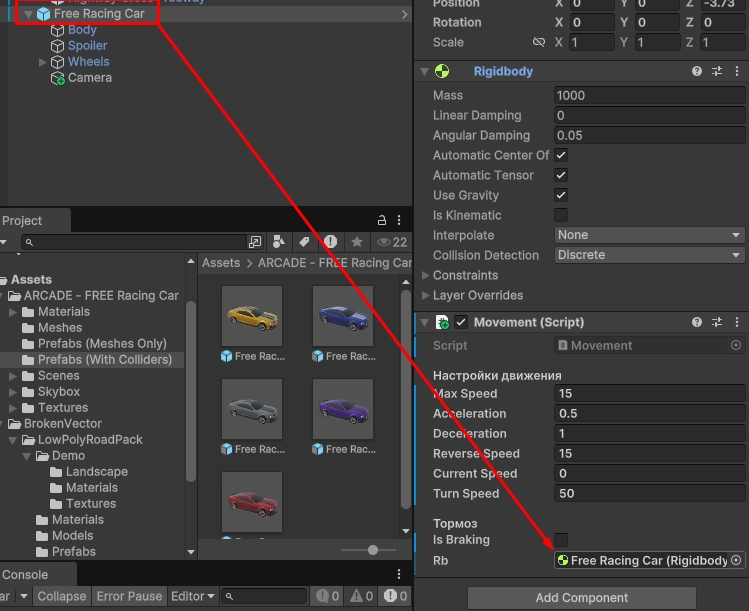 Free Racing Car
Body
Spoiler
Wheels
Camera
Project
22
Assets
ARCADE - FREE Racing Car
Materials
Meshes
Prefabs (Meshes Only)
Prefabs (With Colliders)
Scenes
Skybox
Textures
BrokenVector
LowPolyRoadPack
Demo
Landscape
Materials
Textures
Materials
Models
Prefabs
Assets > ARCADE - FREE Racing Car
Free Rac...
Free Rac...
Free Rac...
Free Rac...
Console
Collapse Error Pause Editor 0 0 0
Position X 0 Y 0 Z -3.73
Rotation X 0 Y 0 Z 0
Scale X 1 Y 1 Z 1
Rigidbody
Mass 1000
Linear Damping 0
Angular Damping 0.05
Automatic Center Of
Automatic Tensor
Use Gravity
Is Kinematic
Interpolate None
Collision Detection Discrete
Constraints
Layer Overrides
Movement (Script)
Script Movement
Настройки движения
Max Speed 15
Acceleration 0.5
Deceleration 1
Reverse Speed 15
Current Speed 0
Turn Speed 50
Тормоз
Is Braking
Rb Free Racing Car (Rigidbody
Add Component